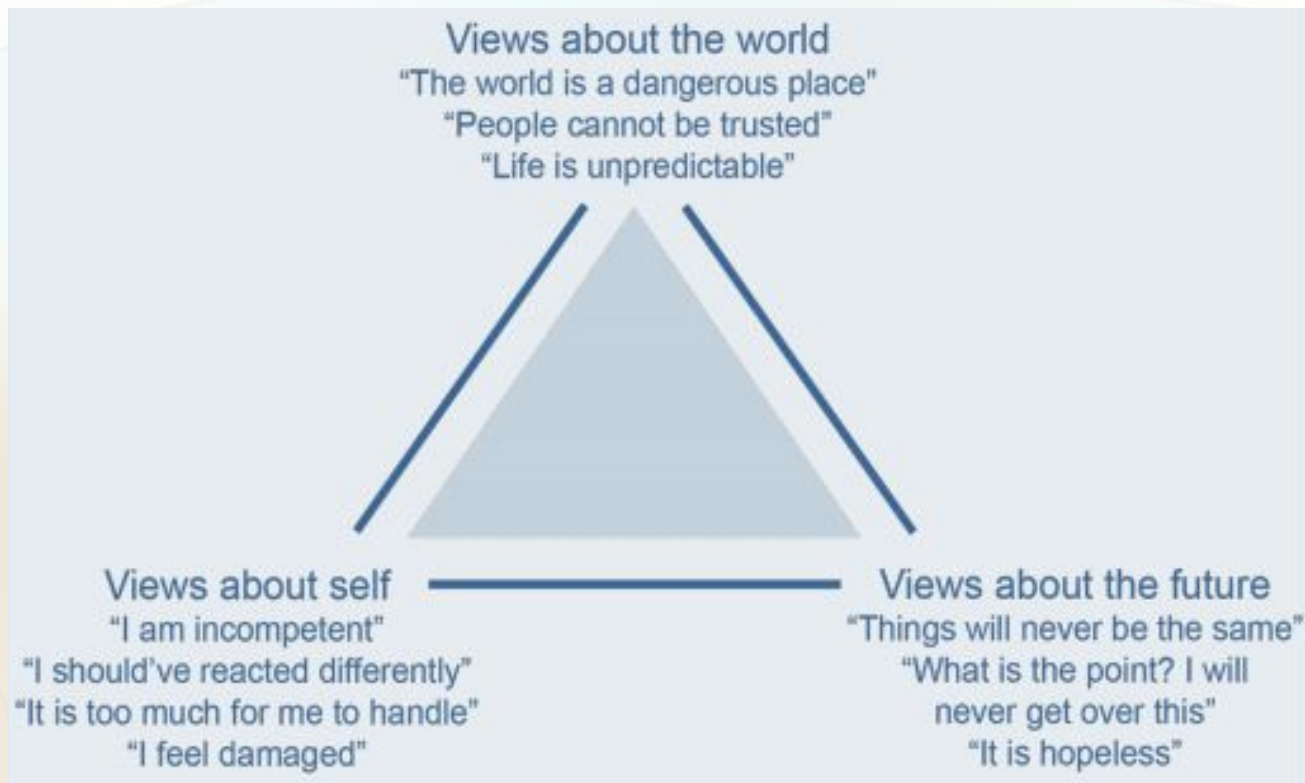 Views about the world
“The world is a dangerous place”
“People cannot be trusted”
“Life is unpredictable”
Views about self
“I am incompetent”
“I should’ve reacted differently”
“It is too much for me to handle”
“I feel damaged”
Views about the future
“Things will never be the same”
“What is the point? I will
never get over this”
“It is hopeless”